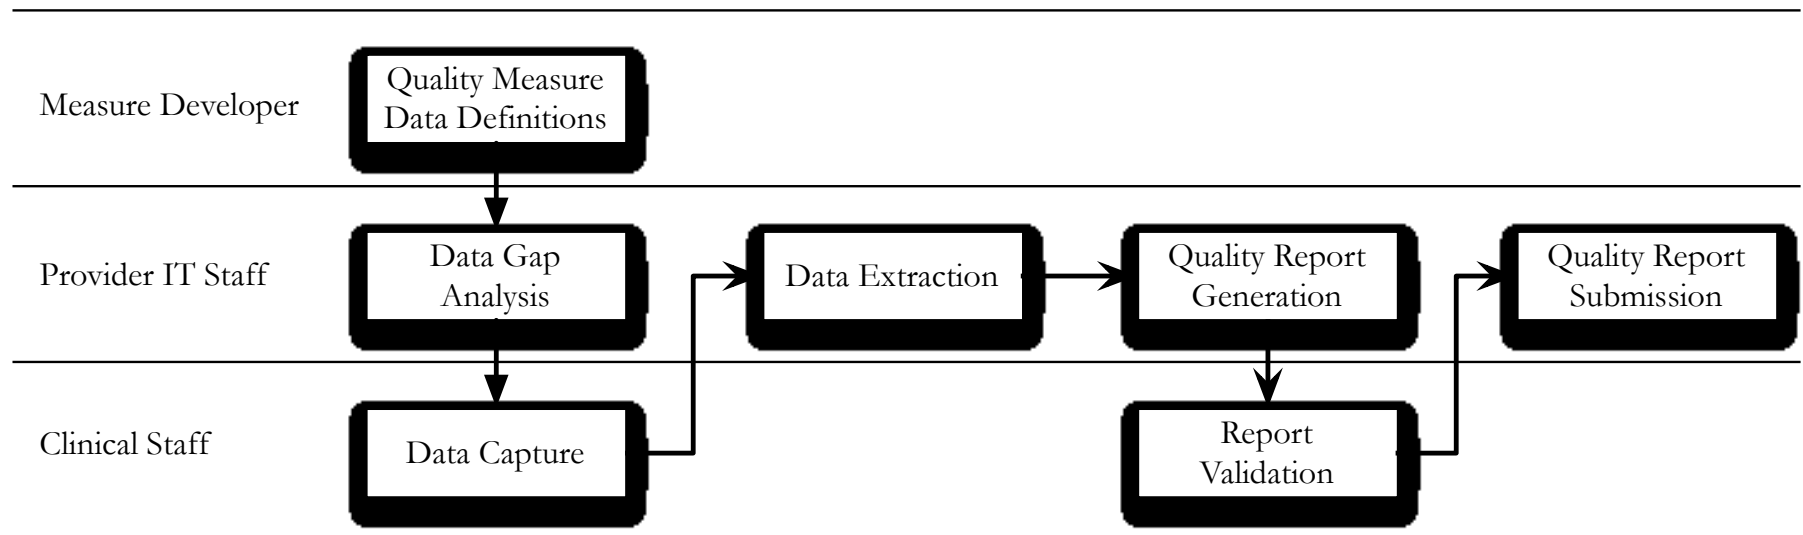 Measure Developer
Quality Measure
Data Definitions
Provider IT Staff
Data Gap
Analysis
Data Extraction
Quality Report
Generation
Quality Report
Submission
Clinical Staff
Data Capture
Report
Validation